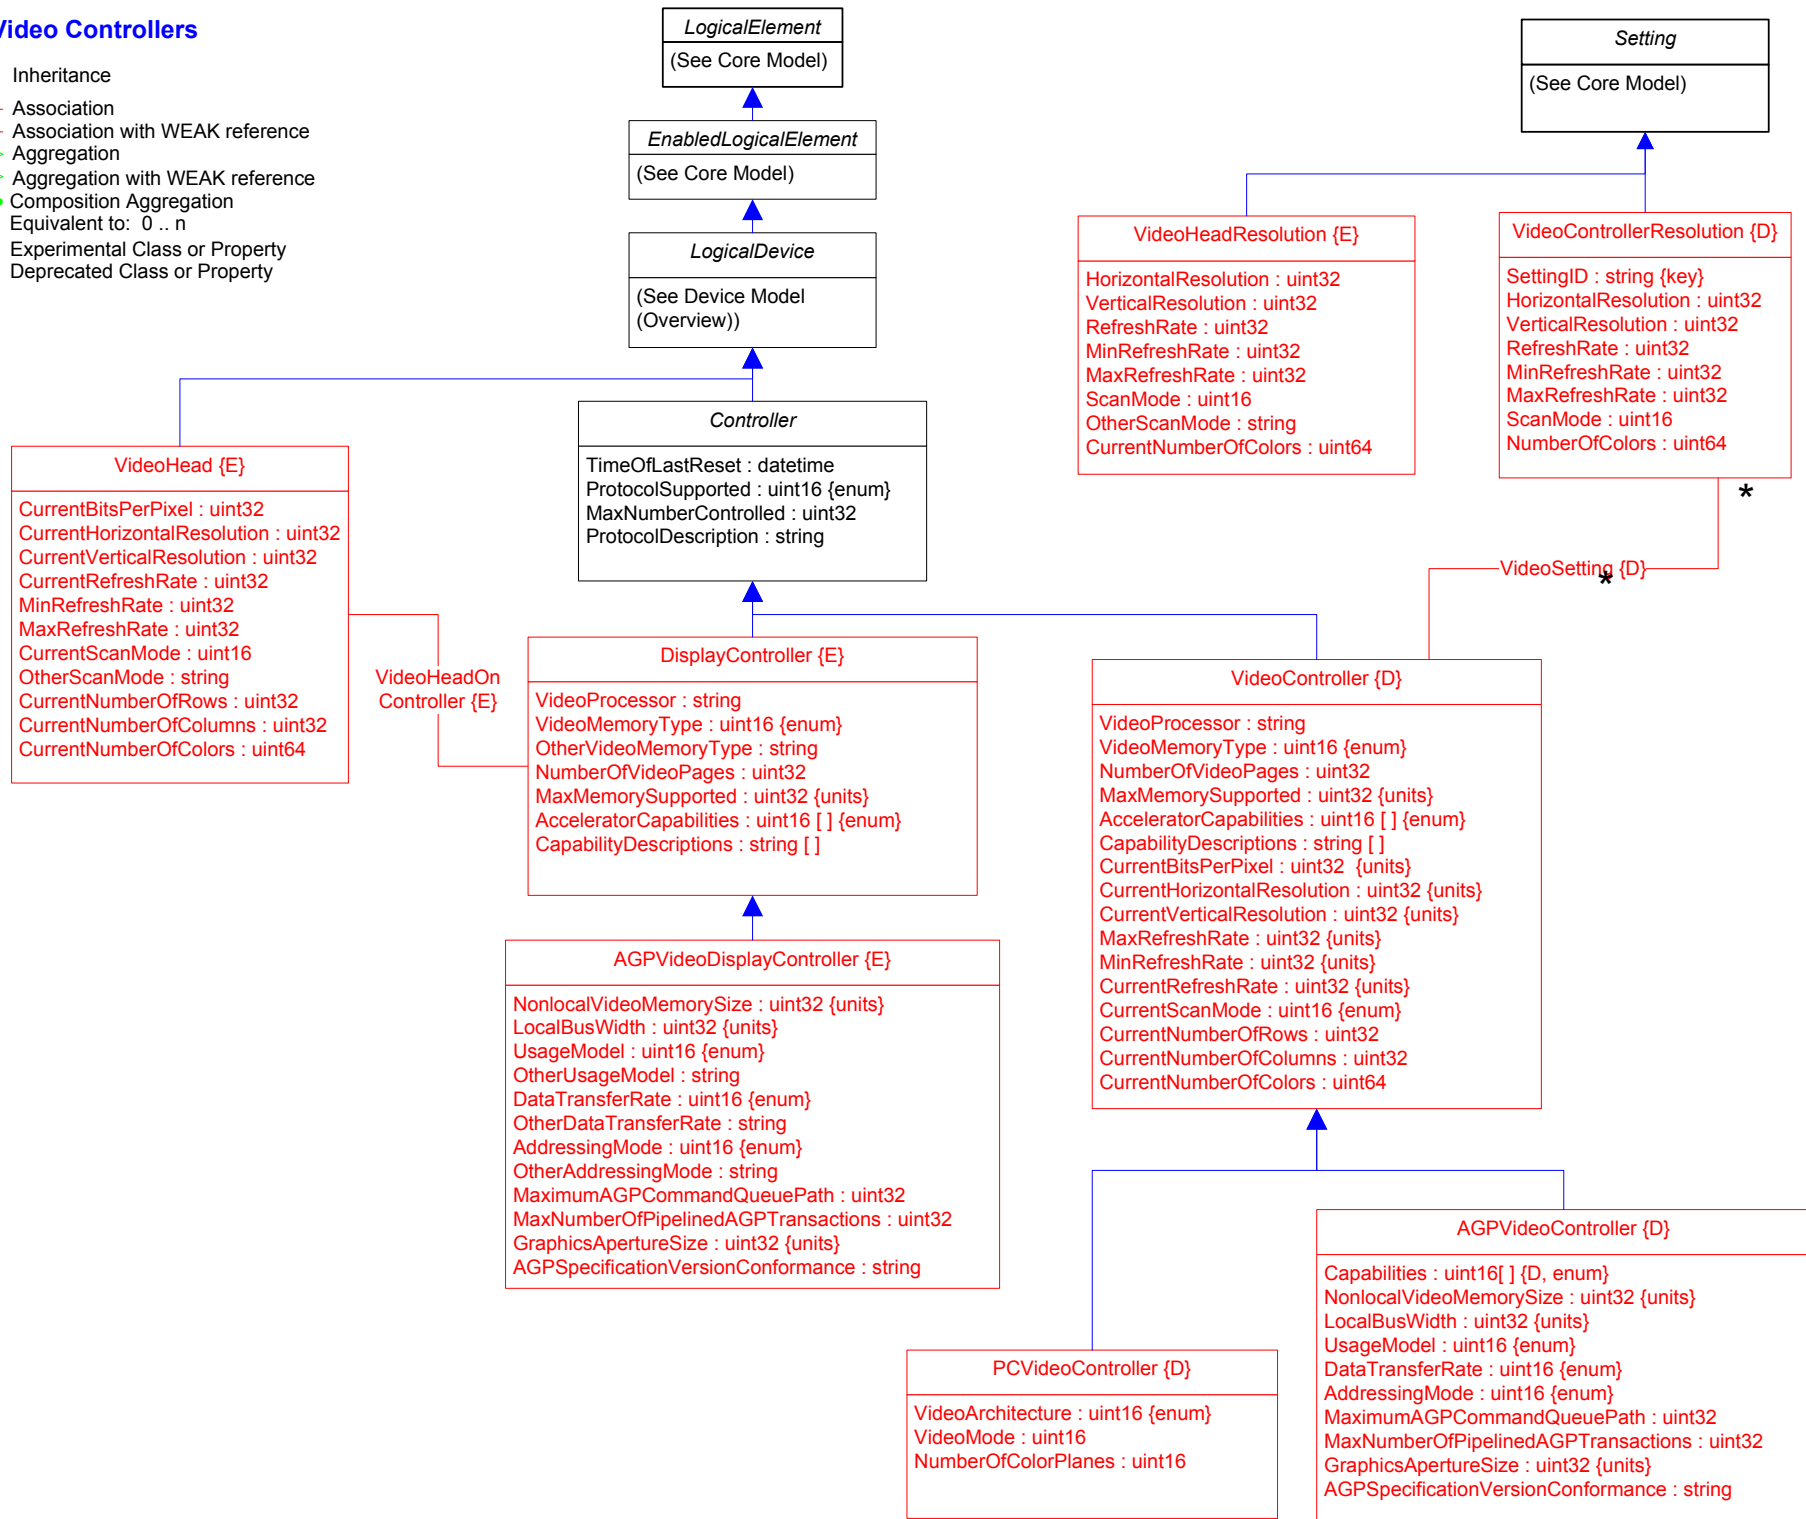 Video Controllers
Inheritance
Association
Association with WEAK reference
Aggregation
Aggregation with WEAK reference
Composition Aggregation
Equivalent to: 0 .. n
Experimental Class or Property
Deprecated Class or Property
LogicalElement
(See Core Model)
EnabledLogicalElement
(See Core Model)
LogicalDevice
(See Device Model
(Overview))
Setting
(See Core Model)
VideoHeadResolution {E}
HorizontalResolution : uint32
VerticalResolution : uint32
RefreshRate : uint32
MinRefreshRate : uint32
MaxRefreshRate : uint32
ScanMode : uint16
OtherScanMode : string
CurrentNumberOfColors : uint64
VideoControllerResolution {D}
SettingID : string {key}
HorizontalResolution : uint32
VerticalResolution : uint32
RefreshRate : uint32
MinRefreshRate : uint32
MaxRefreshRate : uint32
ScanMode : uint16
NumberOfColors : uint64
*
VideoSetting {D}
*
Controller
TimeOfLastReset : datetime
ProtocolSupported : uint16 {enum}
MaxNumberControlled : uint32
ProtocolDescription : string
VideoHead {E}
CurrentBitsPerPixel : uint32
CurrentHorizontalResolution : uint32
CurrentVerticalResolution : uint32
CurrentRefreshRate : uint32
MinRefreshRate : uint32
MaxRefreshRate : uint32
CurrentScanMode : uint16
OtherScanMode : string
CurrentNumberOfRows : uint32
CurrentNumberOfColumns : uint32
CurrentNumberOfColors : uint64
VideoHeadOn
Controller {E}
DisplayController {E}
VideoProcessor : string
VideoMemoryType : uint16 {enum}
OtherVideoMemoryType : string
NumberOfVideoPages : uint32
MaxMemorySupported : uint32 {units}
AcceleratorCapabilities : uint16 [ ] {enum}
CapabilityDescriptions : string [ ]
VideoController {D}
VideoProcessor : string
VideoMemoryType : uint16 {enum}
NumberOfVideoPages : uint32
MaxMemorySupported : uint32 {units}
AcceleratorCapabilities : uint16 [ ] {enum}
CapabilityDescriptions : string [ ]
CurrentBitsPerPixel : uint32 {units}
CurrentHorizontalResolution : uint32 {units}
CurrentVerticalResolution : uint32 {units}
MaxRefreshRate : uint32 {units}
MinRefreshRate : uint32 {units}
CurrentRefreshRate : uint32 {units}
CurrentScanMode : uint16 {enum}
CurrentNumberOfRows : uint32
CurrentNumberOfColumns : uint32
CurrentNumberOfColors : uint64
AGPVideoDisplayController {E}
NonlocalVideoMemorySize : uint32 {units}
LocalBusWidth : uint32 {units}
UsageModel : uint16 {enum}
OtherUsageModel : string
DataTransferRate : uint16 {enum}
OtherDataTransferRate : string
AddressingMode : uint16 {enum}
OtherAddressingMode : string
MaximumAGPCommandQueuePath : uint32
MaxNumberOfPipelinedAGPTransactions : uint32
GraphicsApertureSize : uint32 {units}
AGPSpecificationVersionConformance : string
PCVideoController {D}
VideoArchitecture : uint16 {enum}
VideoMode : uint16
NumberOfColorPlanes : uint16
AGPVideoController {D}
Capabilities : uint16[ ] {D, enum}
NonlocalVideoMemorySize : uint32 {units}
LocalBusWidth : uint32 {units}
UsageModel : uint16 {enum}
DataTransferRate : uint16 {enum}
AddressingMode : uint16 {enum}
MaximumAGPCommandQueuePath : uint32
MaxNumberOfPipelinedAGPTransactions : uint32
GraphicsApertureSize : uint32 {units}
AGPSpecificationVersionConformance : string